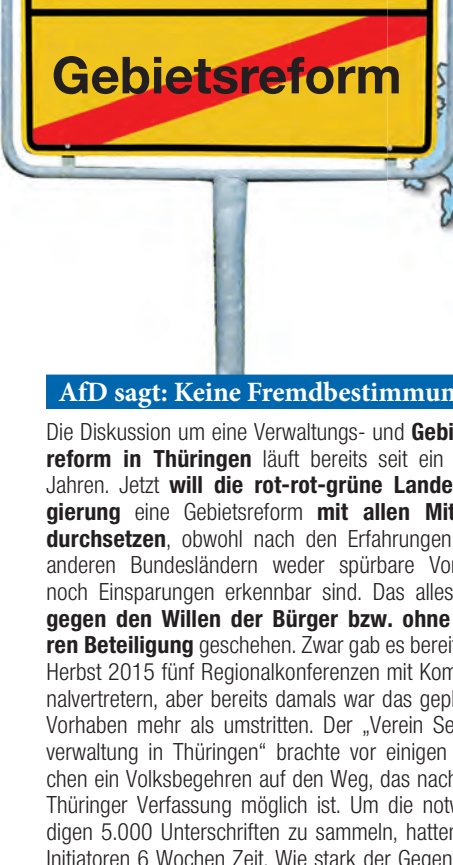 Gebietsreform
AfD sagt: Keine Fremdbestimmun
Die Diskussion um eine Verwaltungs- und Gebi
reform in Thüringen läuft bereits seit ein
Jahren. Jetzt will die rot-rot-grüne Lande
gierung eine Gebietsreform mit allen Mit
durchsetzen, obwohl nach den Erfahrungen
anderen Bundesländern weder spürbare Vor
noch Einsparungen erkennbar sind. Das alles
gegen den Willen der Bürger bzw. ohne
ren Beteiligung geschehen. Zwar gab es bereit
Herbst 2015 fünf Regionalkonferenzen mit Kom
nalvertretern, aber bereits damals war das gepl
Vorhaben mehr als umstritten. Der „Verein Se
verwaltung in Thüringen“ brachte vor einigen
chen ein Volksbegehren auf den Weg, das nach
Thüringer Verfassung möglich ist. Um die notw
digen 5.000 Unterschriften zu sammeln, hatten
Initiatoren 6 Wochen Zeit. Wie stark der Gegen